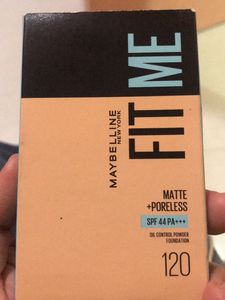 MAYBELLINE
NEW YORK
FIT ME
MATTE
+PORELESS
SPF 44 PA+++
OIL CONTROL POWDER
FOUNDATION
120